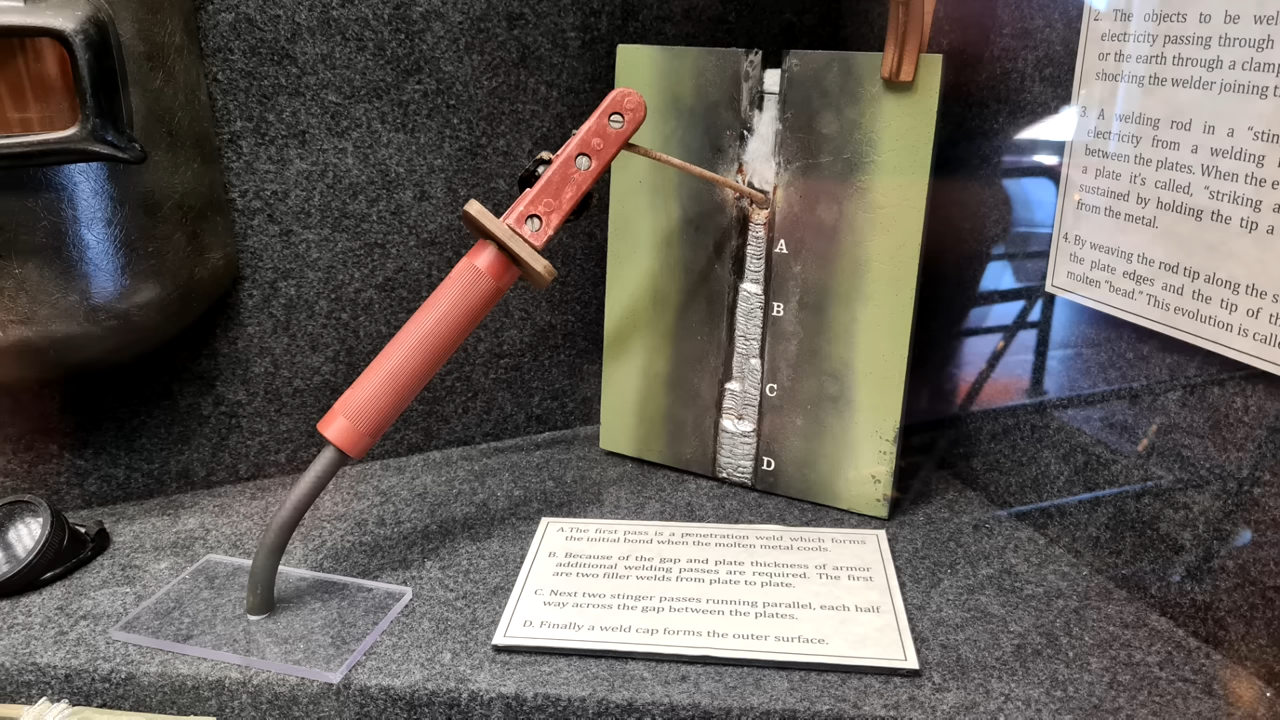 A
B
C
D
A.The first pass is a penetration weld which forms
the initial bond when the molten metal cools.
B. Because of the gap and plate thickness of armor
additional welding passes are required. The first
are two filler welds from plate to plate.
C. Next two stinger passes running parallel, each half
way across the gap between the plates.
D. Finally a weld cap forms the outer surface.
2. The objects to be
electricity passing through
or the earth through a
shocking the welder joining
3. A welding rod in a
electricity from a welding
between the plates. When the
a plate it's called, "striking
sustained by holding the tip a
from the metal.
4. By weaving the rod tip along the
the plate edges and the tip of
molten "bead." This evolution is